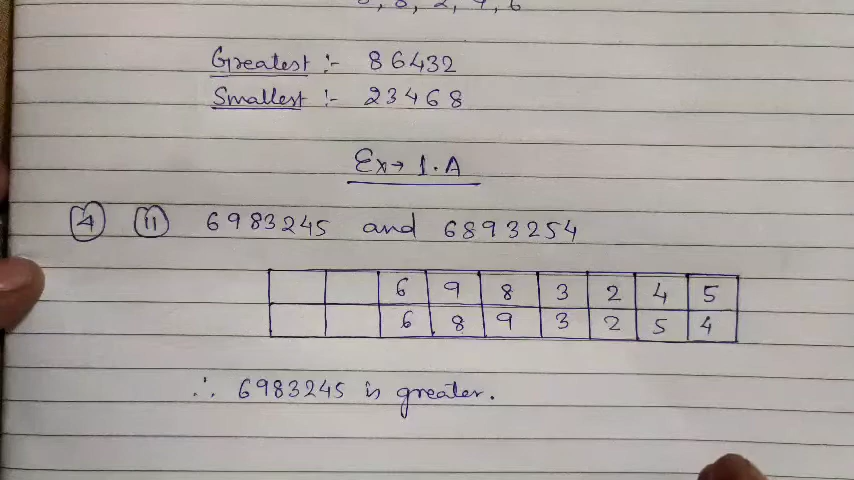 Greatest :- 86432
Smallest :- 23468
Ex→ 1.A
4 ii 6983245 and 6893254
6 9 8 3 2 4 5
6 8 9 3 2 5 4
∴ 6983245 is greater.